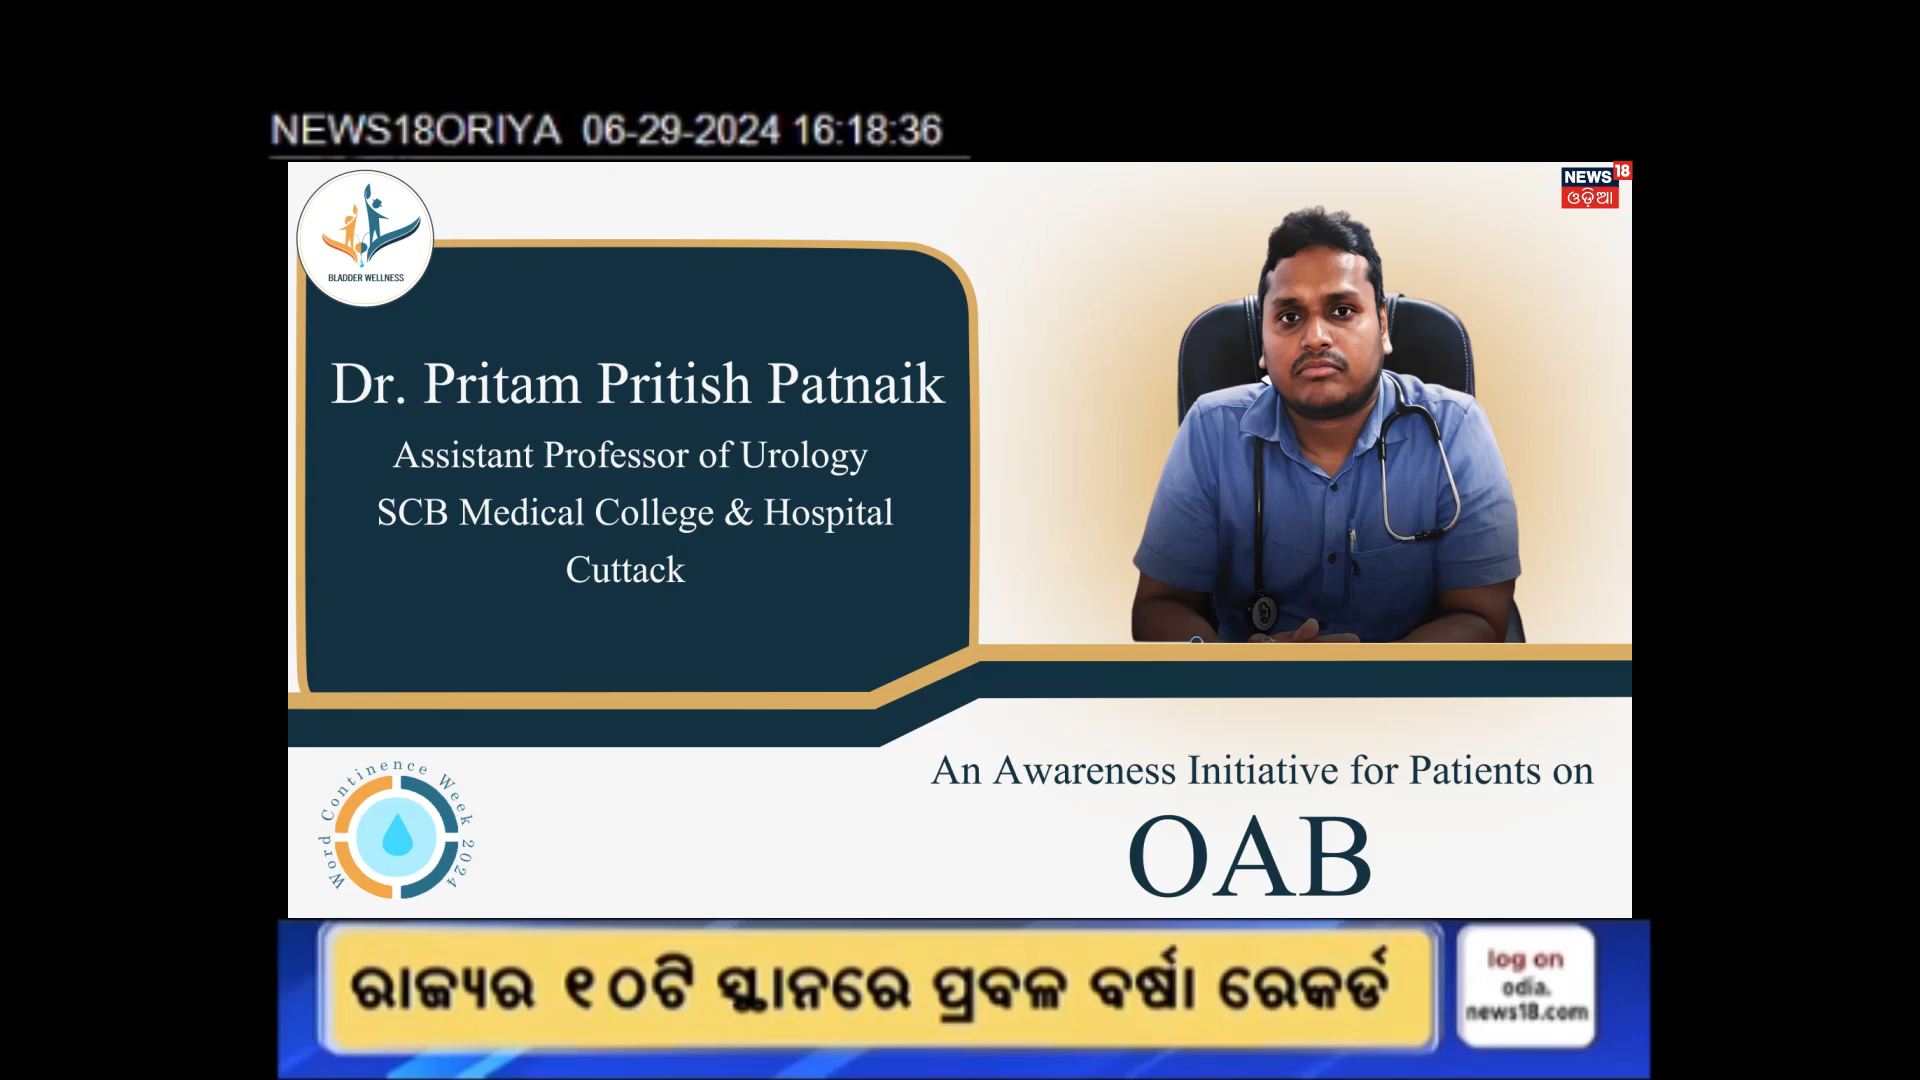 NEWS18ORIYA 06-29-2024 16:18:36
NEWS 18
ଓଡ଼ିଆ
BLADDER WELLNESS
Dr. Pritam Pritish Patnaik
Assistant Professor of Urology
SCB Medical College & Hospital
Cuttack
Word Continence Week 2024
An Awareness Initiative for Patients on
OAB
ରାଜ୍ୟର ୧୦ଟି ସ୍ଥାନରେ ପ୍ରବଳ ବର୍ଷା ରେକର୍ଡ
log on
odia.
news18.com